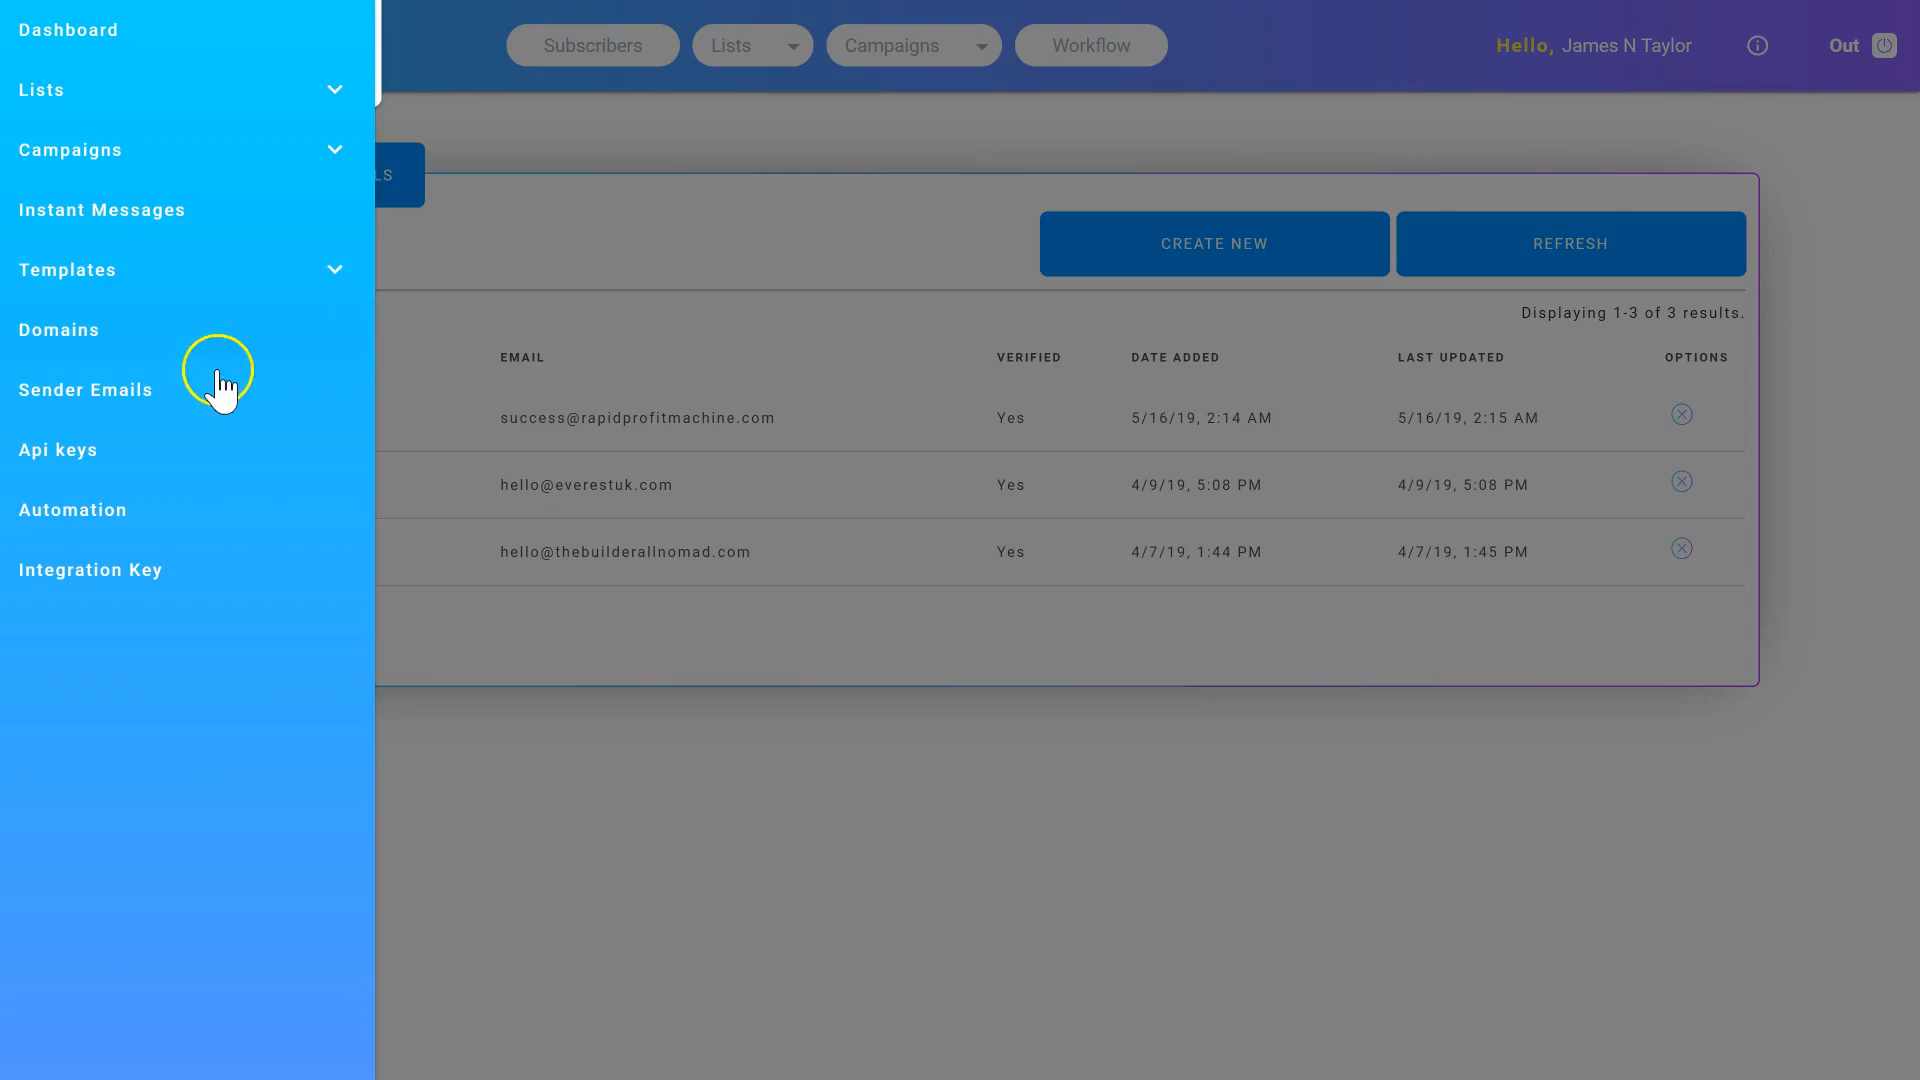 Dashboard
Lists
Campaigns
Instant Messages
Templates
Domains
Sender Emails
Api keys
Automation
Integration Key
Subscribers Lists Campaigns Workflow Hello, James N Taylor Out
LS
CREATE NEW REFRESH
Displaying 1-3 of 3 results.
EMAIL VERIFIED DATE ADDED LAST UPDATED OPTIONS
success@rapidprofitmachine.com Yes 5/16/19, 2:14 AM 5/16/19, 2:15 AM
hello@everestuk.com Yes 4/9/19, 5:08 PM 4/9/19, 5:08 PM
hello@thebuilderallnomad.com Yes 4/7/19, 1:44 PM 4/7/19, 1:45 PM